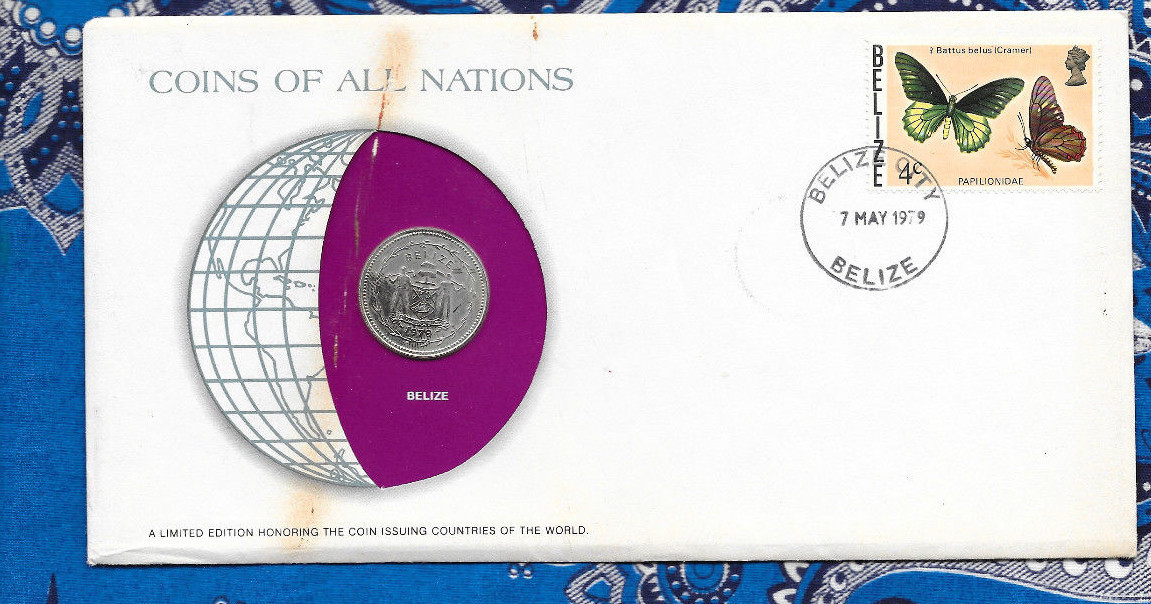 COINS OF ALL NATIONS
BELIZE
? Battus belus (Cramer)
4c
PAPILIONIDAE
BELIZE CITY
7 MAY 1979
BELIZE
BELIZE
BELIZE
A LIMITED EDITION HONORING THE COIN ISSUING COUNTRIES OF THE WORLD.